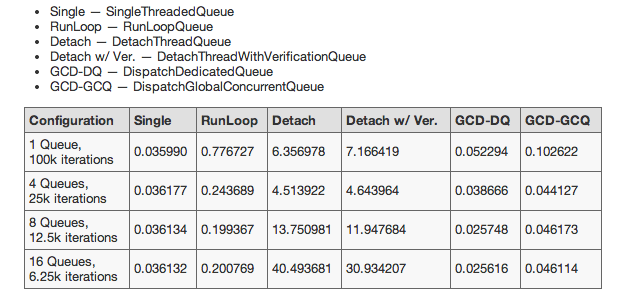 Single — SingleThreadedQueue
RunLoop — RunLoopQueue
Detach — DetachThreadQueue
Detach w/ Ver. — DetachThreadWithVerificationQueue
GCD-DQ — DispatchDedicatedQueue
GCD-GCQ — DispatchGlobalConcurrentQueue
Configuration Single RunLoop Detach Detach w/ Ver. GCD-DQ GCD-GCQ
1 Queue,
100k iterations 0.035990 0.776727 6.356978 7.166419 0.052294 0.102622
4 Queues,
25k iterations 0.036177 0.243689 4.513922 4.643964 0.038666 0.044127
8 Queues,
12.5k iterations 0.036134 0.199367 13.750981 11.947684 0.025748 0.046173
16 Queues,
6.25k iterations 0.036132 0.200769 40.493681 30.934207 0.025616 0.046114